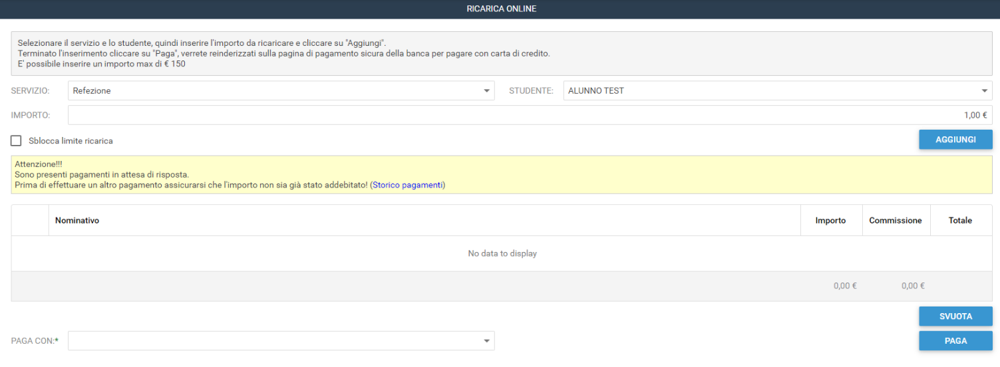 RICARICA ONLINE
Selezionare il servizio e lo studente, quindi inserire l'importo da ricaricare e cliccare su "Aggiungi".
Terminato l'inserimento cliccare su "Paga", verrete reinderizzati sulla pagina di pagamento sicura della banca per pagare con carta di credito.
E' possibile inserire un importo max di € 150
SERVIZIO: Refezione STUDENTE: ALUNNO TEST
IMPORTO: 1,00 €
Sblocca limite ricarica AGGIUNGI
Attenzione!!!
Sono presenti pagamenti in attesa di risposta.
Prima di effettuare un altro pagamento assicurarsi che l'importo non sia già stato addebitato! (Storico pagamenti)
Nominativo Importo Commissione Totale
No data to display
0,00 € 0,00 €
SVUOTA
PAGA CON:* PAGA